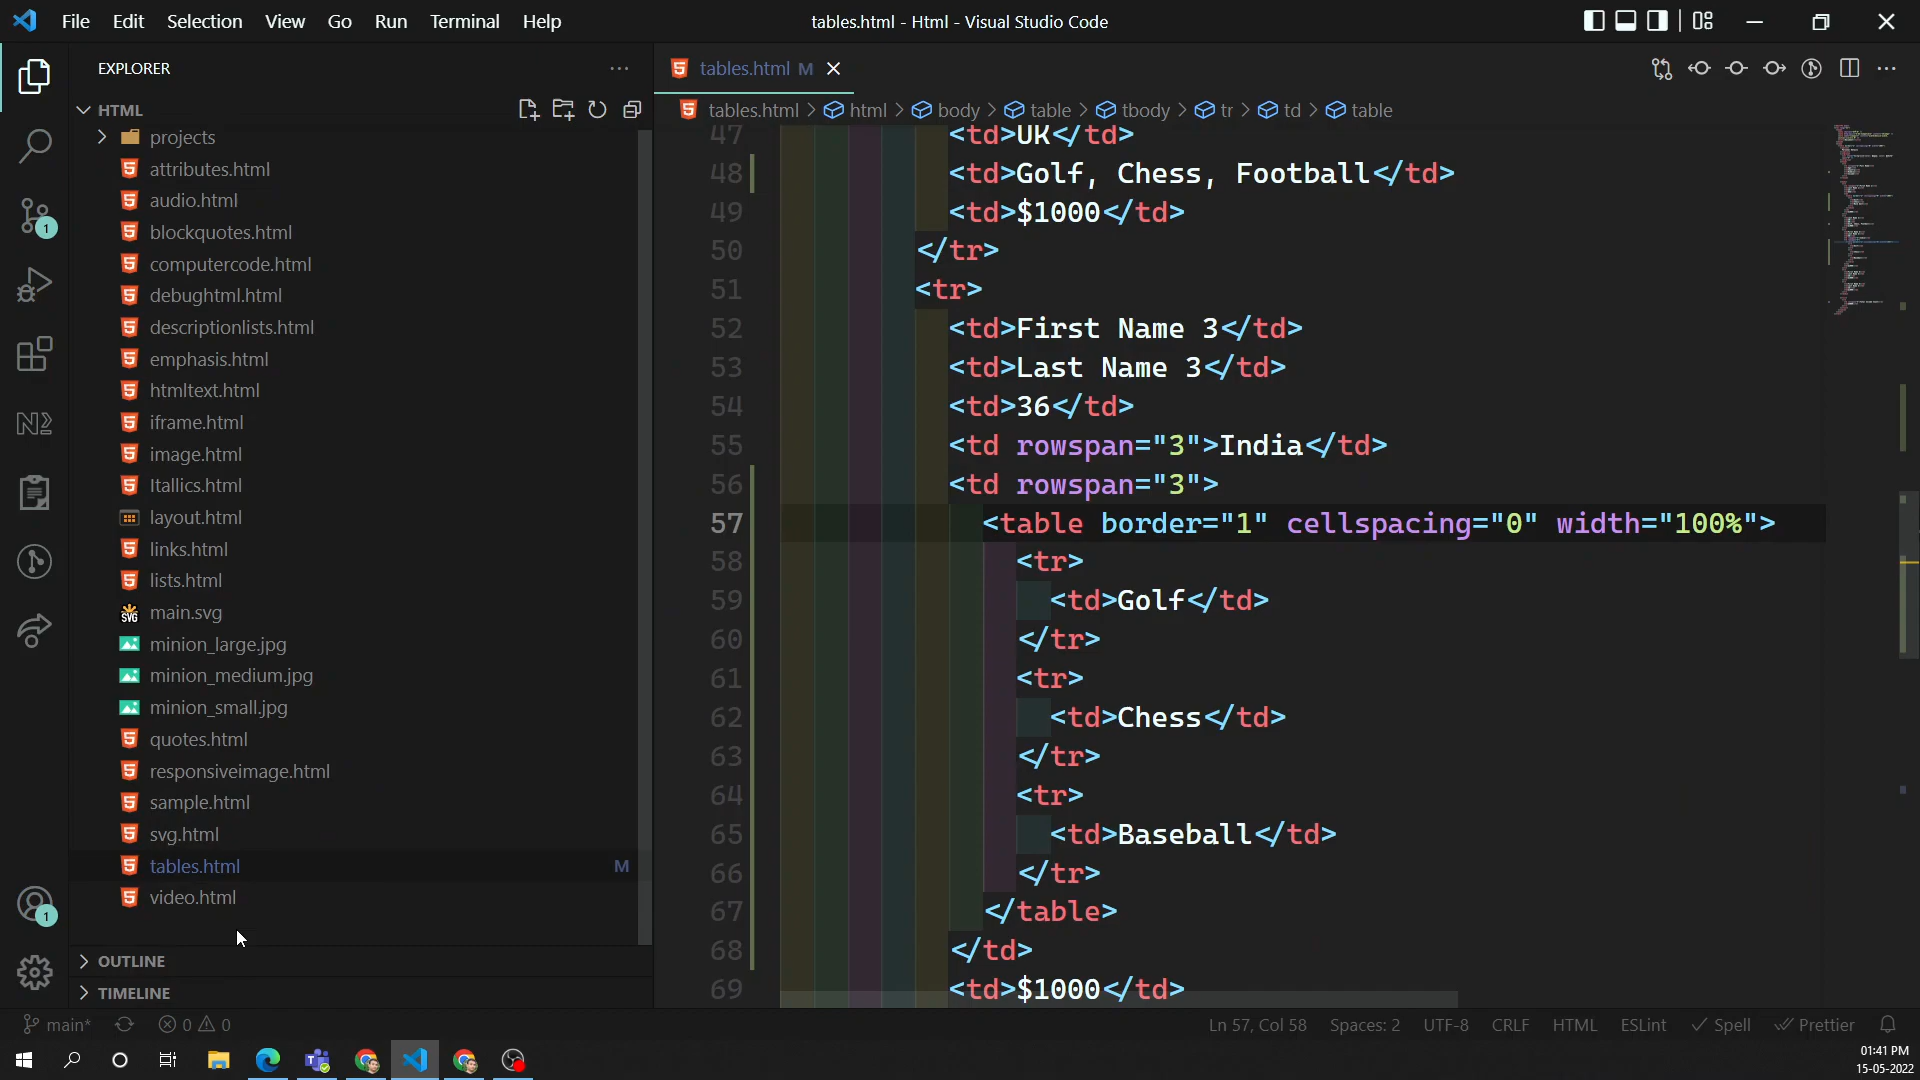 File Edit Selection View Go Run Terminal Help
tables.html - Html - Visual Studio Code
EXPLORER
HTML
projects
attributes.html
audio.html
blockquotes.html
computercode.html
debughtml.html
descriptionlists.html
emphasis.html
htmltext.html
iframe.html
image.html
Itallics.html
layout.html
links.html
lists.html
main.svg
minion_large.jpg
minion_medium.jpg
minion_small.jpg
quotes.html
responsiveimage.html
sample.html
svg.html
tables.html M
video.html
OUTLINE
TIMELINE
1
1
tables.html M
tables.html > html > body > table > tbody > tr > td > table
47 <td>UK</td>
48 <td>Golf, Chess, Football</td>
49 <td>$1000</td>
50 </tr>
51 <tr>
52 <td>First Name 3</td>
53 <td>Last Name 3</td>
54 <td>36</td>
55 <td rowspan="3">India</td>
56 <td rowspan="3">
57 <table border="1" cellspacing="0" width="100%">
58 <tr>
59 <td>Golf</td>
60 </tr>
61 <tr>
62 <td>Chess</td>
63 </tr>
64 <tr>
65 <td>Baseball</td>
66 </tr>
67 </table>
68 </td>
69 <td>$1000</td>
main* 0 0
Ln 57, Col 58 Spaces: 2 UTF-8 CRLF HTML ESLint Spell Prettier
01:41 PM
15-05-2022